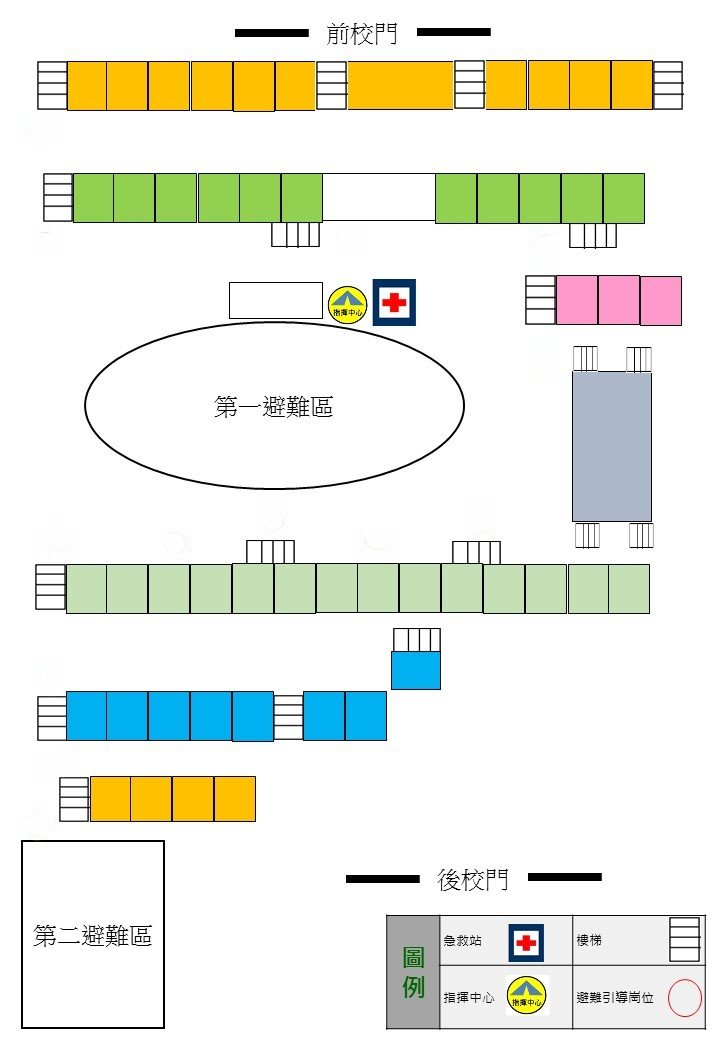 前校門
指揮中心
第一避難區
後校門
第二避難區
圖例
急救站
樓梯
指揮中心
指揮中心
避難引導崗位